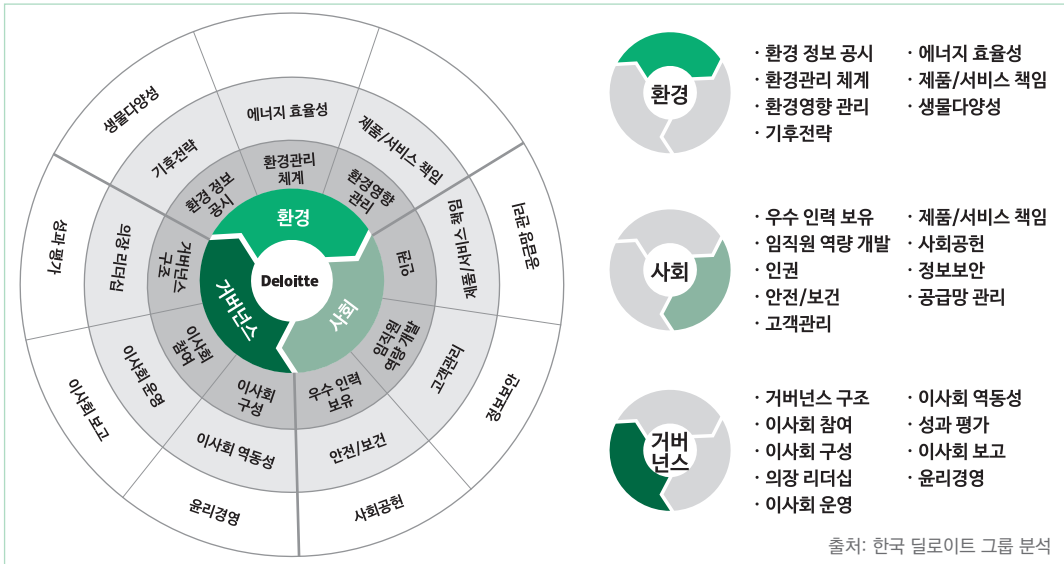 생물다양성
기후전략
에너지 효율성
제품/서비스 책임
환경 정보
공시
환경관리
체계
환경영향
관리
환경
Deloitte
사회
거버넌스
인권
제품/서비스 책임
공급망 관리
임직원
역량 개발
고객관리
정보보안
우수 인력
보유
안전/보건
사회공헌
이사회
구성
이사회 역동성
윤리경영
이사회
참여
이사회 운영
이사회 보고
거버넌스
구조
의장 리더십
성과 평가
환경
· 환경 정보 공시
· 환경관리 체계
· 환경영향 관리
· 기후전략
· 에너지 효율성
· 제품/서비스 책임
· 생물다양성
사회
· 우수 인력 보유
· 임직원 역량 개발
· 인권
· 안전/보건
· 고객관리
· 제품/서비스 책임
· 사회공헌
· 정보보안
· 공급망 관리
거버
넌스
· 거버넌스 구조
· 이사회 참여
· 이사회 구성
· 의장 리더십
· 이사회 운영
· 이사회 역동성
· 성과 평가
· 이사회 보고
· 윤리경영
출처: 한국 딜로이트 그룹 분석